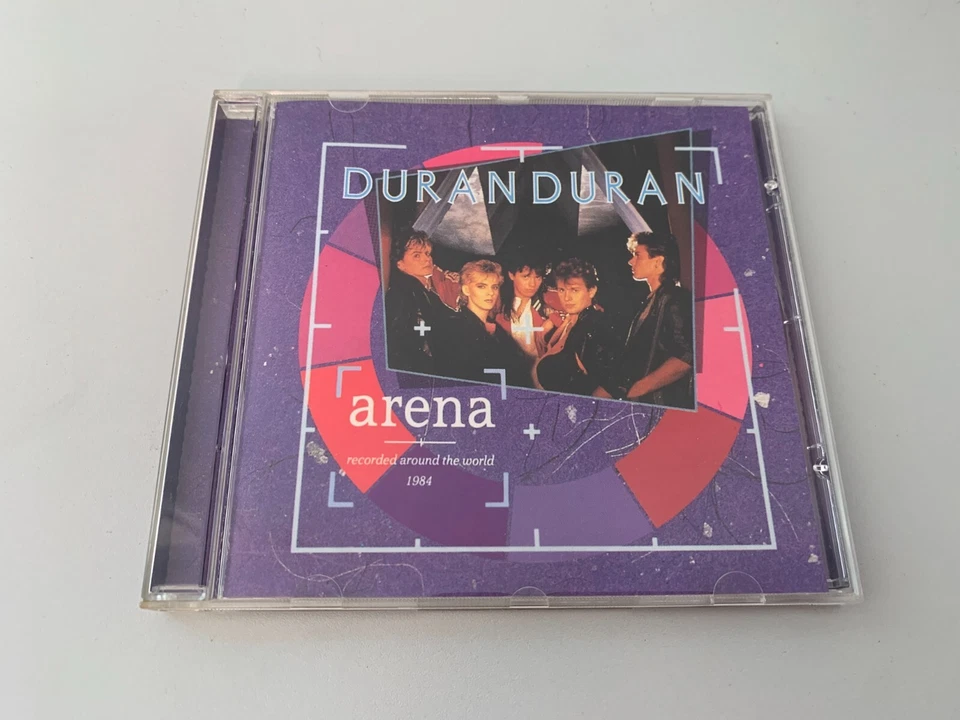 DURAN DURAN
arena
recorded around the world
1984